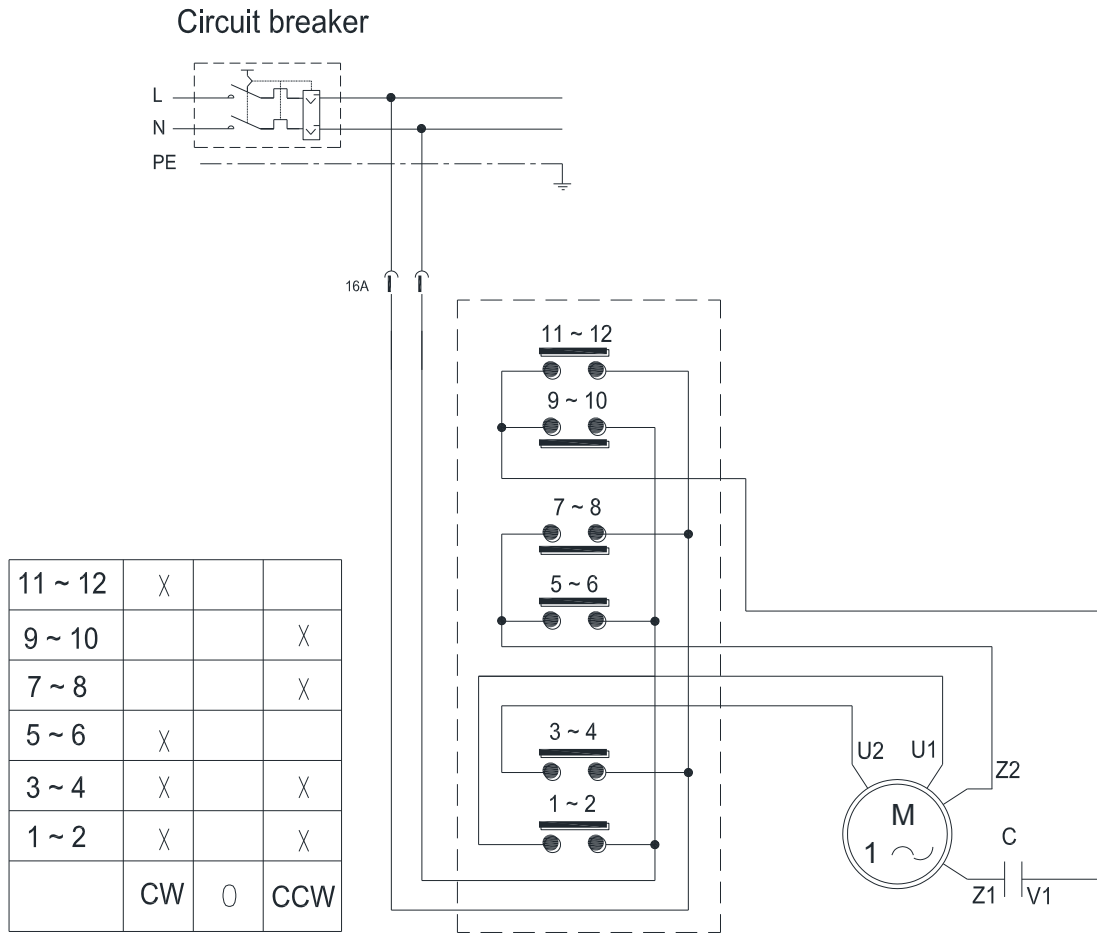 Circuit breaker
L
N
PE
16A
11 ~ 12
9 ~ 10
7 ~ 8
5 ~ 6
3 ~ 4
1 ~ 2
11 ~ 12 X
9 ~ 10 X
7 ~ 8 X
5 ~ 6 X
3 ~ 4 X X
1 ~ 2 X X
CW 0 CCW
U2 U1
Z2
M
1
C
Z1 V1